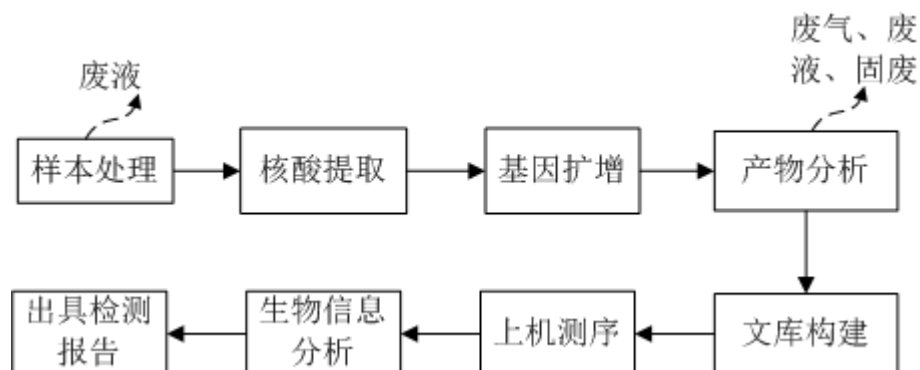 废气、废
液、固废
废液
样本处理
核酸提取
基因扩增
产物分析
出具检测
报告
生物信息
分析
上机测序
文库构建